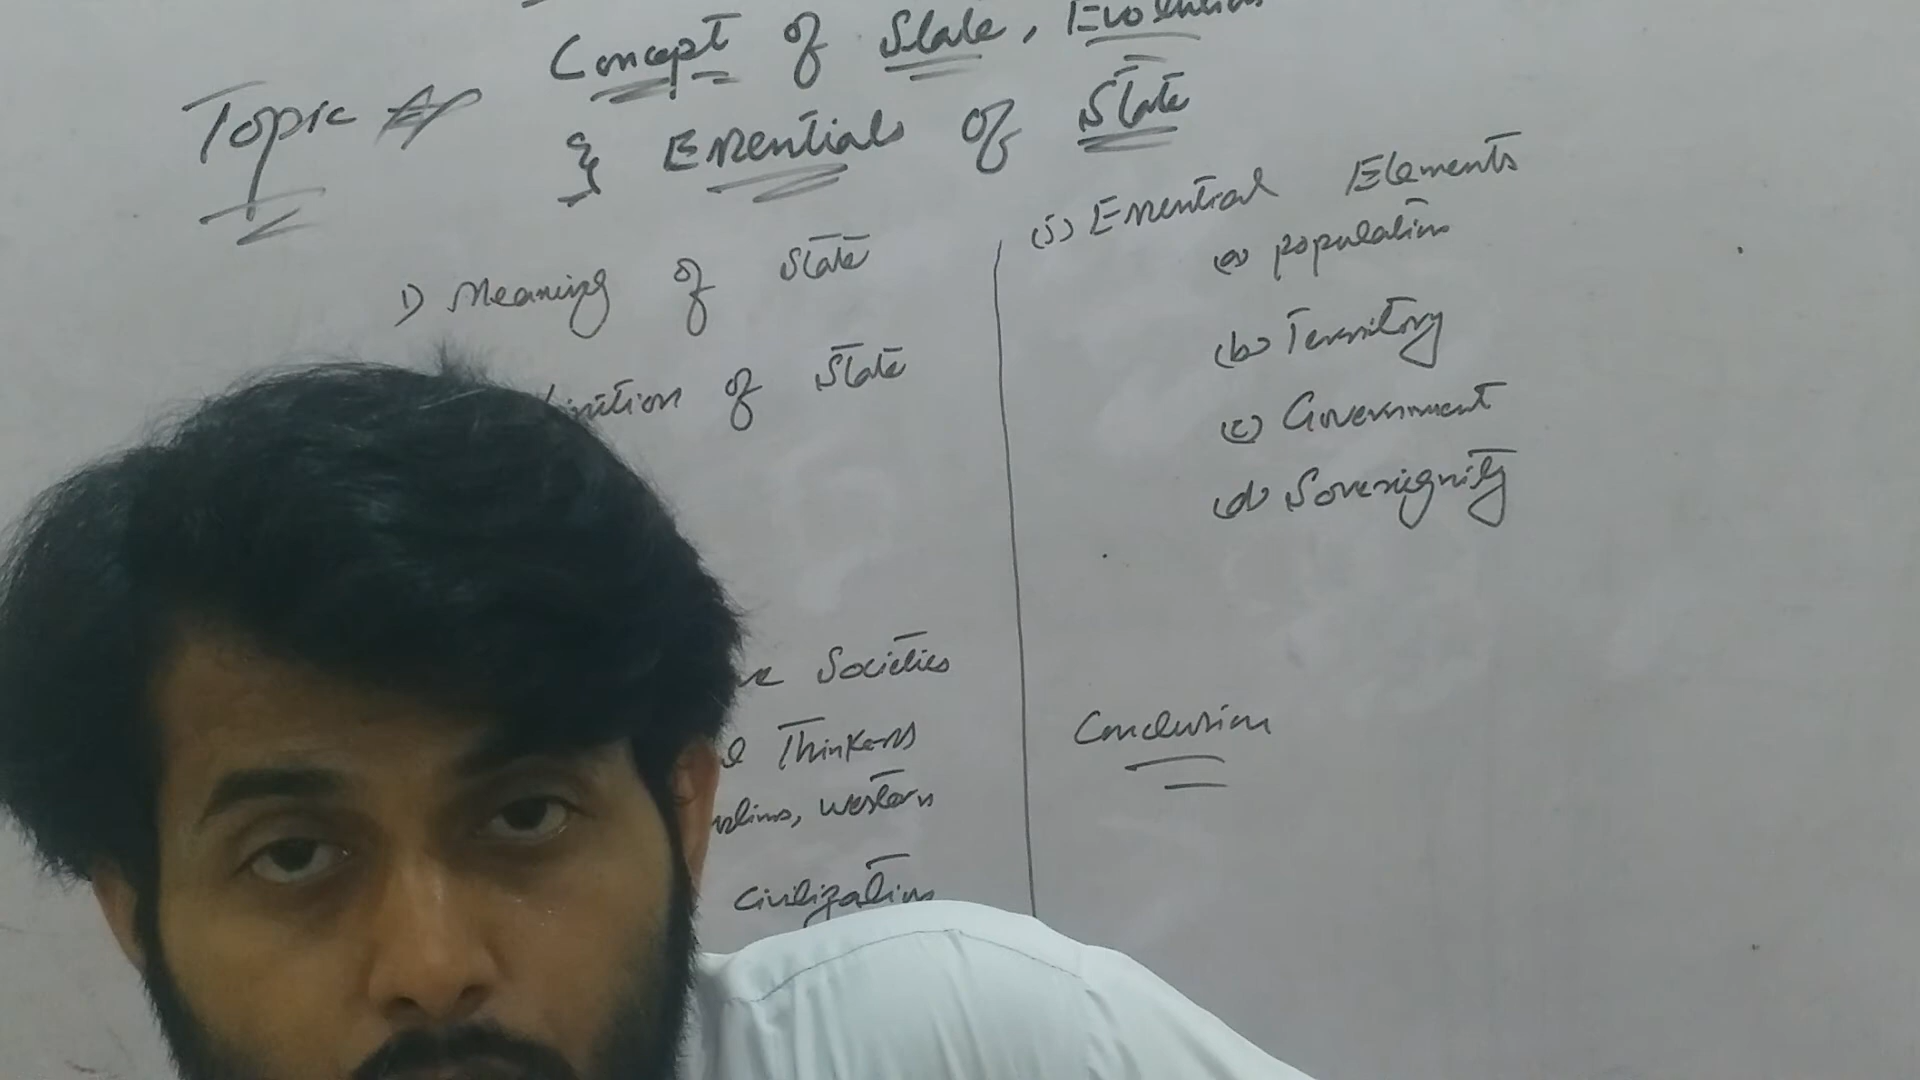 Concept of State, Evolution
Topic
& Essentials of State
1) Meaning of State
of State
Societies
Thinkers
western
Civilization
(5) Essential Elements
(a) population
(b) Territory
(c) Government
(d) Sovereignity
Conclusion